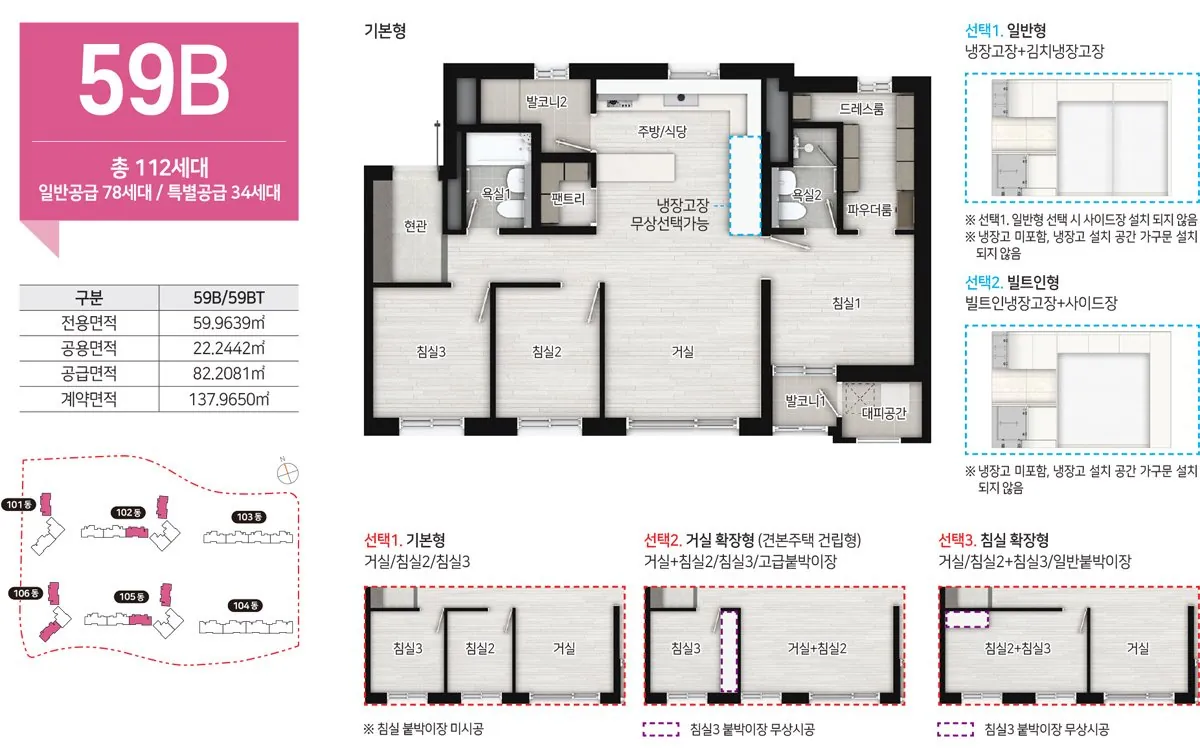 59B
총 112세대
일반공급 78세대 / 특별공급 34세대
구분 59B/59BT
전용면적 59.9639㎡
공용면적 22.2442㎡
공급면적 82.2081㎡
계약면적 137.9650㎡
N
101동
102동
103동
106동
105동
104동
기본형
발코니2
주방/식당
드레스룸
욕실1
팬트리
냉장고장
무상선택가능
욕실2
파우더룸
현관
침실1
침실3
침실2
거실
발코니1
대피공간
선택1. 일반형
냉장고장+김치냉장고장
※ 선택1. 일반형 선택 시 사이드장 설치 되지 않음
※ 냉장고 미포함, 냉장고 설치 공간 가구문 설치
되지 않음
선택2. 빌트인형
빌트인냉장고장+사이드장
※ 냉장고 미포함, 냉장고 설치 공간 가구문 설치
되지 않음
선택1. 기본형
거실/침실2/침실3
침실3
침실2
거실
※ 침실 붙박이장 미시공
선택2. 거실 확장형 (견본주택 건립형)
거실+침실2/침실3/고급붙박이장
침실3
거실+침실2
침실3 붙박이장 무상시공
선택3. 침실 확장형
거실/침실2+침실3/일반붙박이장
침실2+침실3
거실
침실3 붙박이장 무상시공